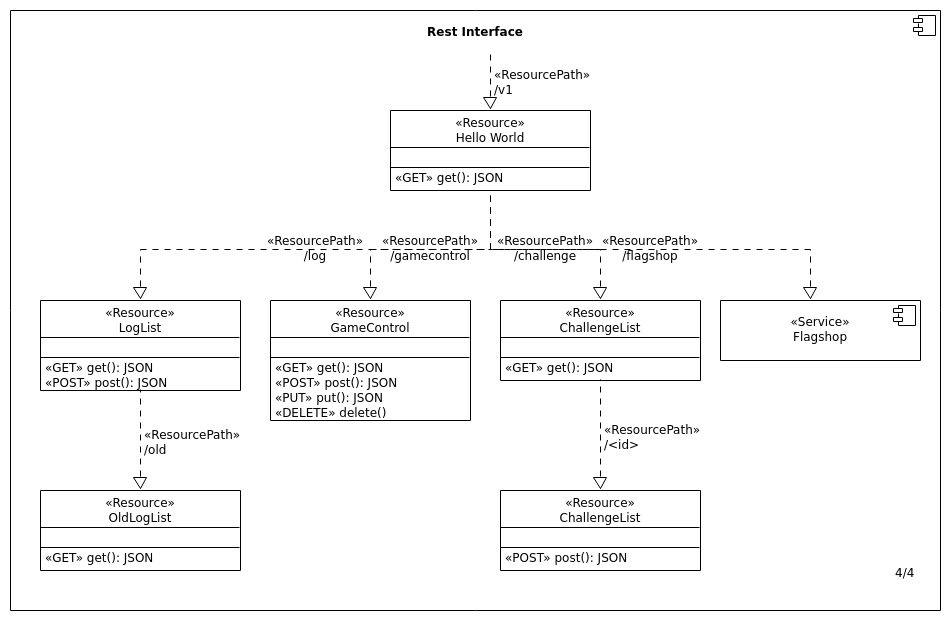 Rest Interface
«ResourcePath»
/v1
«Resource»
Hello World
«GET» get(): JSON
«ResourcePath»
/log
«ResourcePath»
/gamecontrol
«ResourcePath»
/challenge
«ResourcePath»
/flagshop
«Resource»
LogList
«GET» get(): JSON
«POST» post(): JSON
«Resource»
GameControl
«GET» get(): JSON
«POST» post(): JSON
«PUT» put(): JSON
«DELETE» delete()
«Resource»
ChallengeList
«GET» get(): JSON
«Service»
Flagshop
«ResourcePath»
/old
«ResourcePath»
/<id>
«Resource»
OldLogList
«GET» get(): JSON
«Resource»
ChallengeList
«POST» post(): JSON
4/4